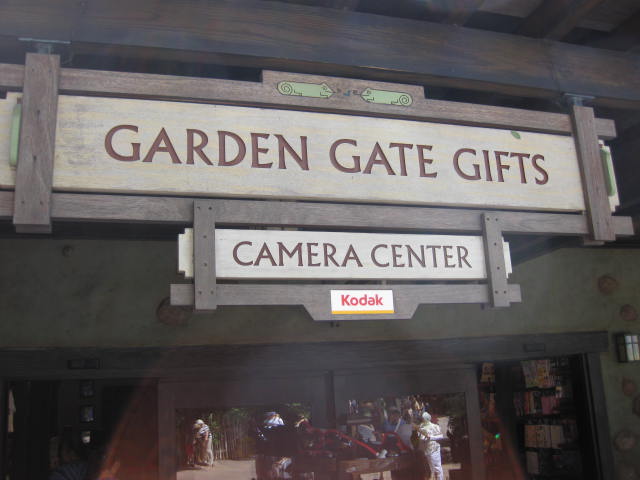 GARDEN GATE GIFTS
CAMERA CENTER
Kodak